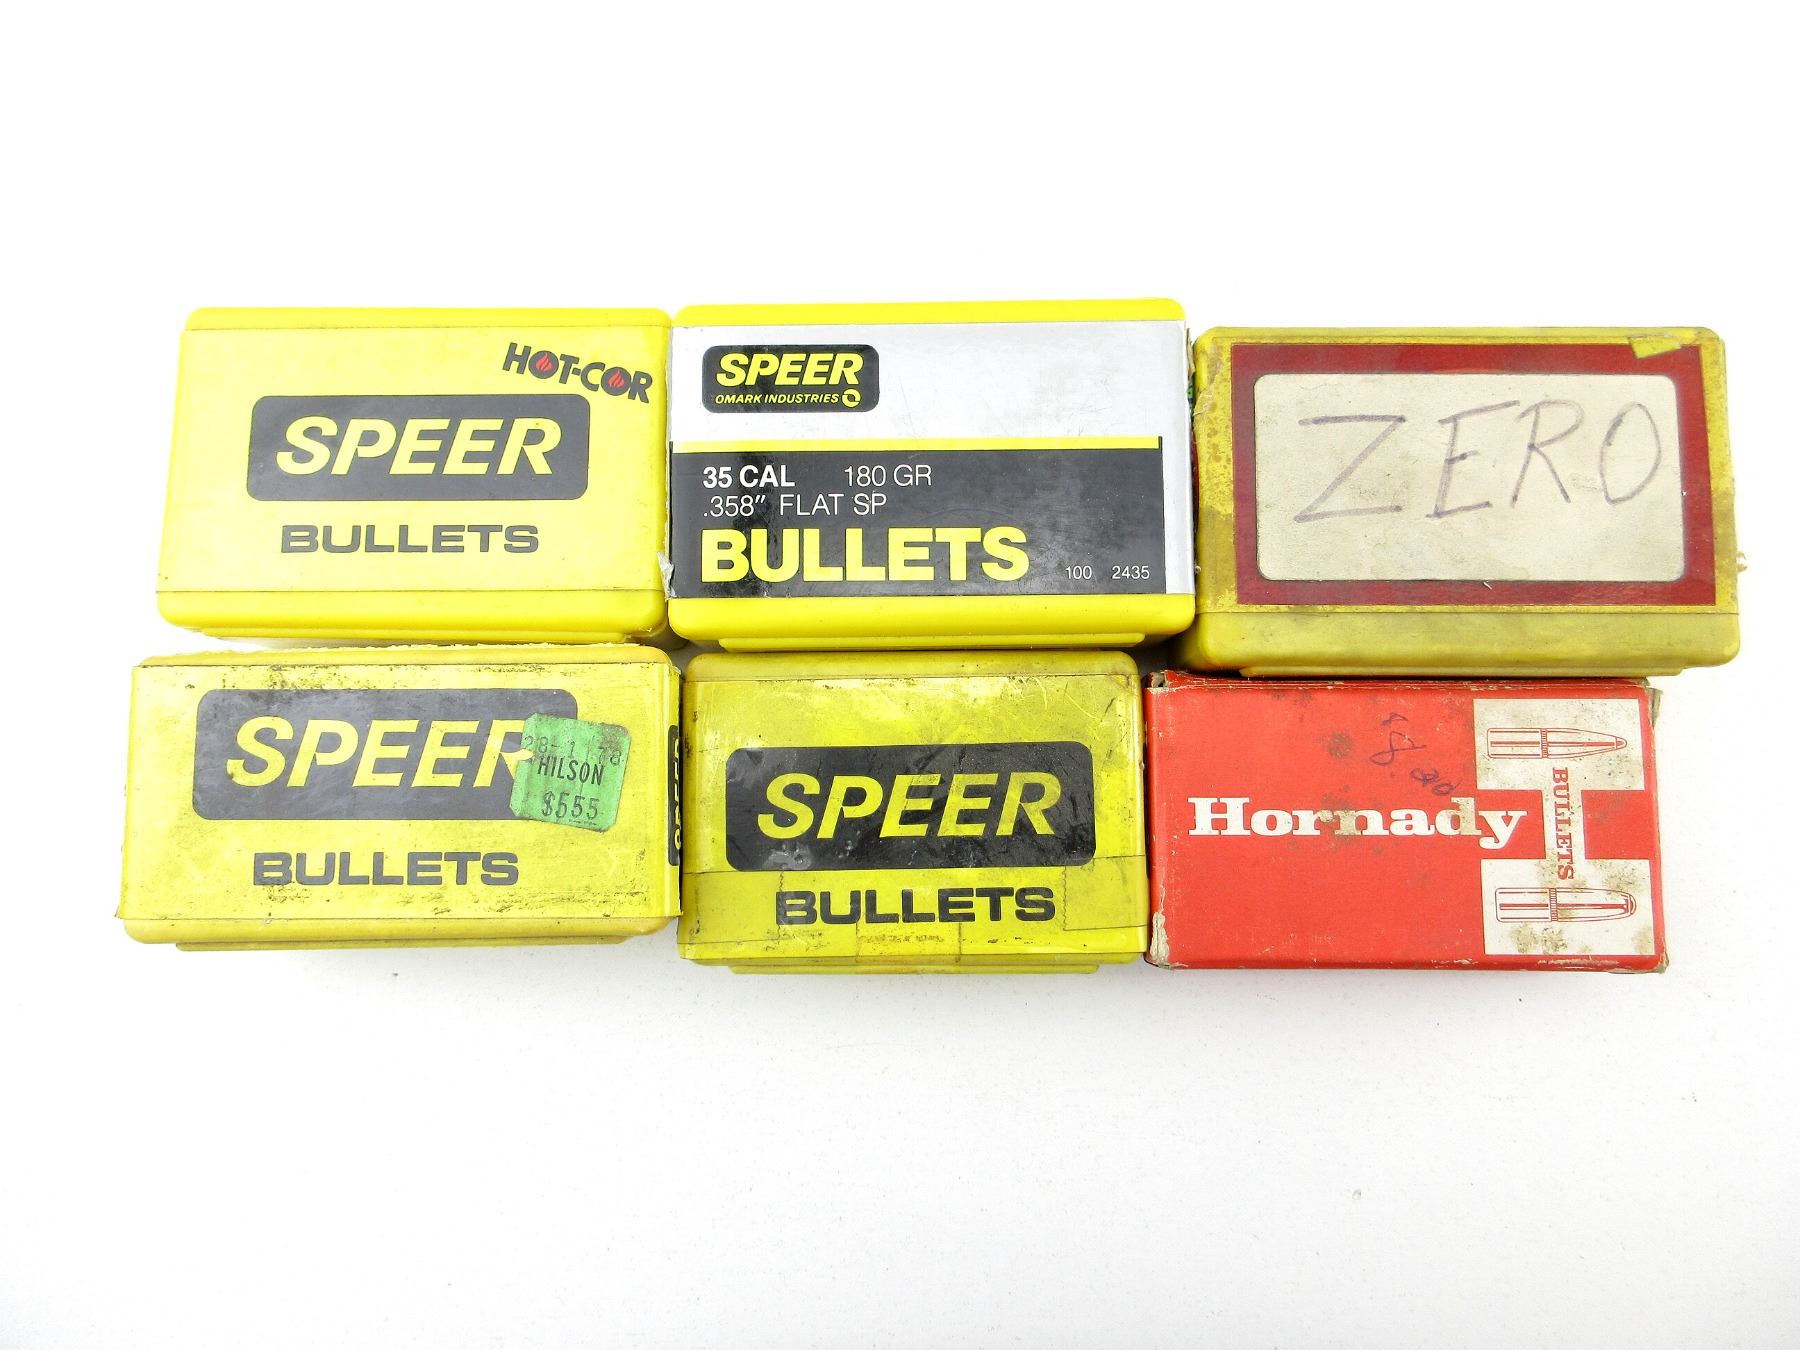 HOT-COR
SPEER
BULLETS
SPEER
OMARK INDUSTRIES
35 CAL 180 GR
.358" FLAT SP
BULLETS
100 2435
ZERO
SPEER
HILSON
$555
BULLETS
SPEER
BULLETS
Hornady
BULLETS